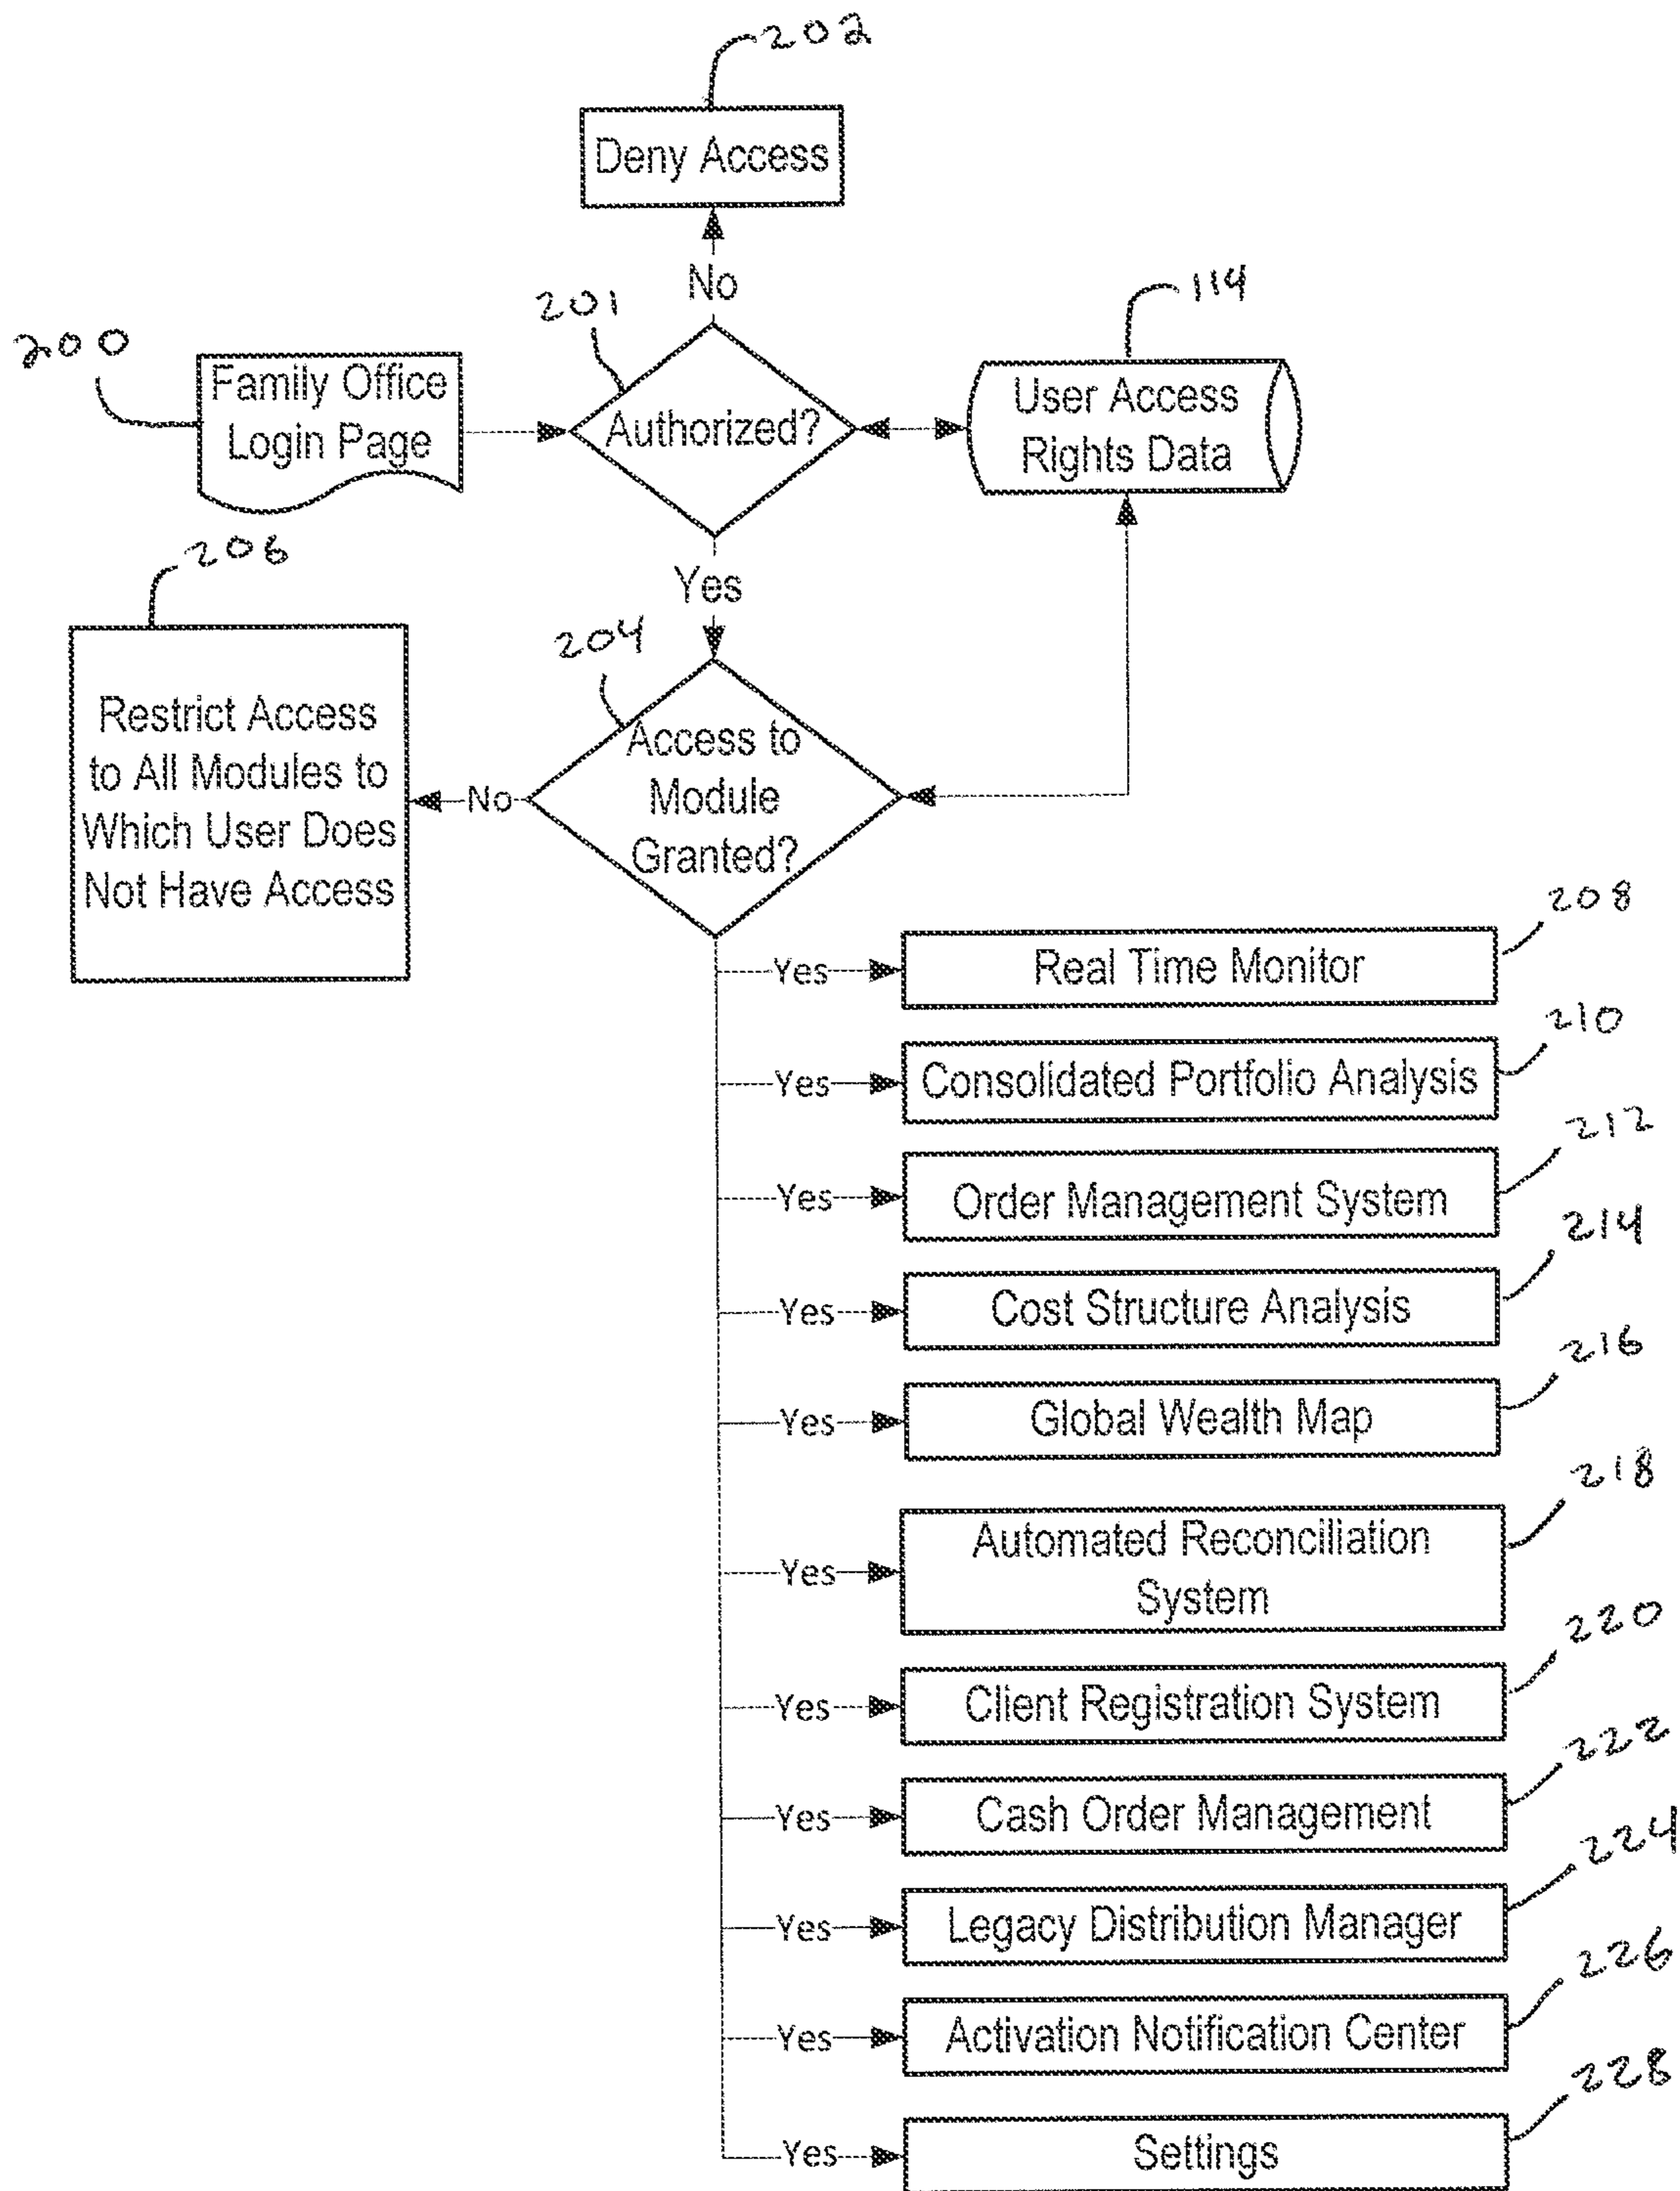 202
Deny Access
No
201
114
200
Family Office
Login Page
Authorized?
User Access
Rights Data
206
Yes
204
Restrict Access
to All Modules to
Which User Does
Not Have Access
No
Access to
Module
Granted?
208
Yes
Real Time Monitor
210
Yes
Consolidated Portfolio Analysis
212
Yes
Order Management System
214
Yes
Cost Structure Analysis
216
Yes
Global Wealth Map
218
Yes
Automated Reconciliation
System
220
Yes
Client Registration System
222
Yes
Cash Order Management
224
Yes
Legacy Distribution Manager
226
Yes
Activation Notification Center
228
Yes
Settings